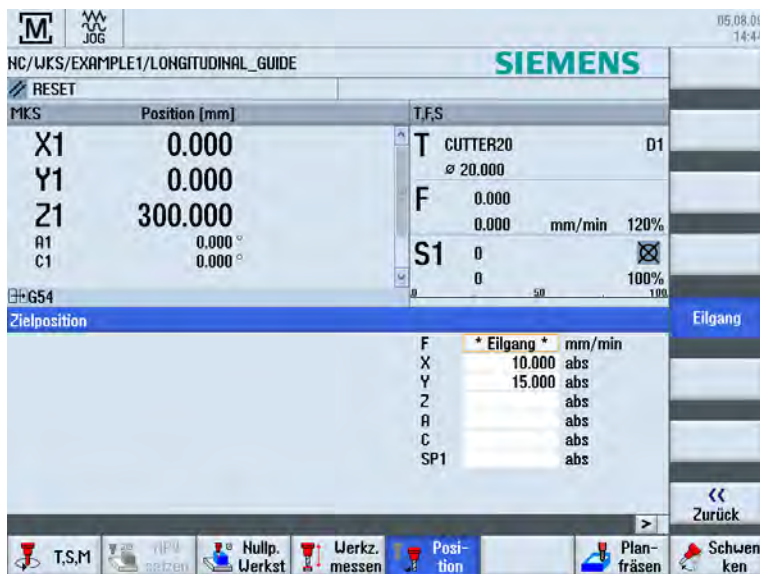 M
JOG
05.08.09
14:44
NC/WKS/EXAMPLE1/LONGITUDINAL_GUIDE
SIEMENS
RESET
MKS Position [mm] T,F,S
X1 0.000
Y1 0.000
Z1 300.000
A1 0.000 °
C1 0.000 °
T CUTTER20 D1
ø 20.000
F 0.000
0.000 mm/min 120%
S1 0
0 100%
0 50 100
G54
Zielposition
Eilgang
F * Eilgang * mm/min
X 10.000 abs
Y 15.000 abs
Z abs
A abs
C abs
SP1 abs
«
Zurück
>
T,S,M
NPV
setzen
Nullp.
Werkst
Werkz.
messen
Posi-
tion
Plan-
fräsen
Schwen
ken